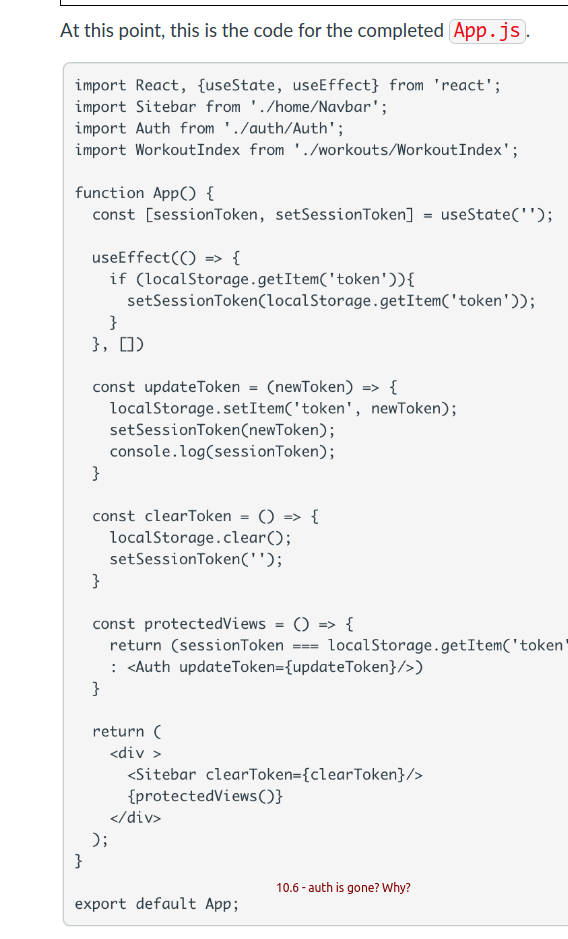 At this point, this is the code for the completed App.js.
import React, {useState, useEffect} from 'react';
import Sitebar from './home/Navbar';
import Auth from './auth/Auth';
import WorkoutIndex from './workouts/WorkoutIndex';
function App() {
const [sessionToken, setSessionToken] = useState('');
useEffect(() => {
if (localStorage.getItem('token')){
setSessionToken(localStorage.getItem('token'));
}
}, [])
const updateToken = (newToken) => {
localStorage.setItem('token', newToken);
setSessionToken(newToken);
console.log(sessionToken);
}
const clearToken = () => {
localStorage.clear();
setSessionToken('');
}
const protectedViews = () => {
return (sessionToken === localStorage.getItem('token'
: <Auth updateToken={updateToken}/>)
}
return (
<div >
<Sitebar clearToken={clearToken}/>
{protectedViews()}
</div>
);
}
10.6 - auth is gone? Why?
export default App;